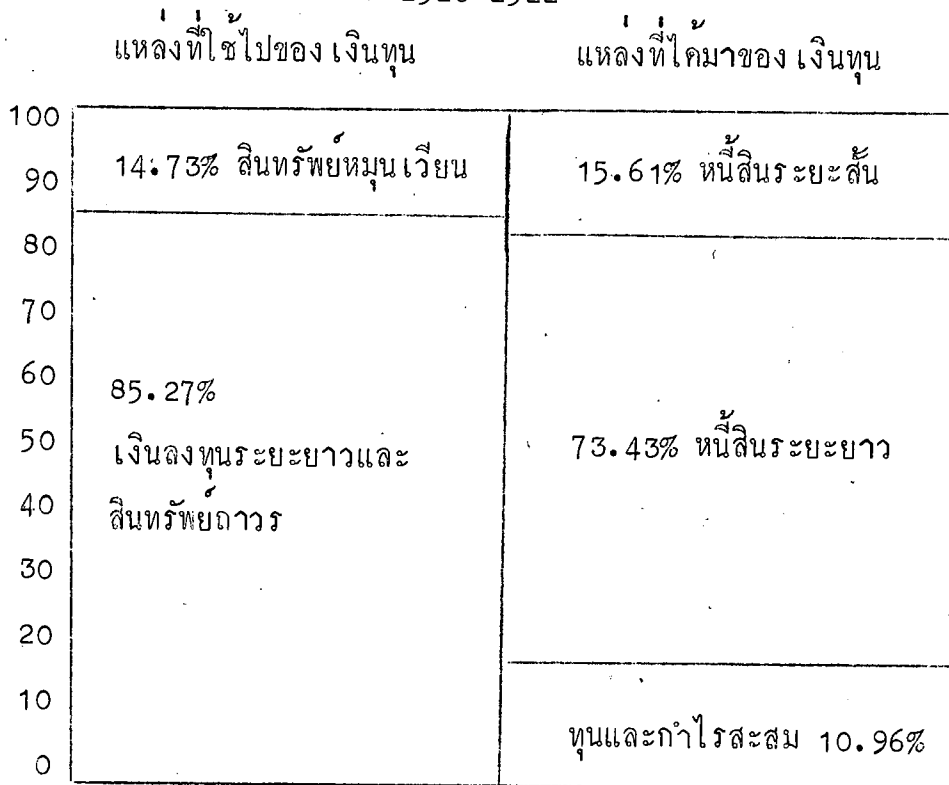 แหล่งที่ใช้ไปของ เงินทุน
แหล่งที่ได้มาของ เงินทุน
100
90
80
70
60
50
40
30
20
10
0
14.73% สินทรัพย์หมุน เวียน
85.27%
เงินลงทุนระยะยาวและ
สินทรัพย์ถาวร
15.61% หนี้สินระยะสั้น
73.43% หนี้สินระยะยาว
ทุนและกำไรสะสม 10.96%